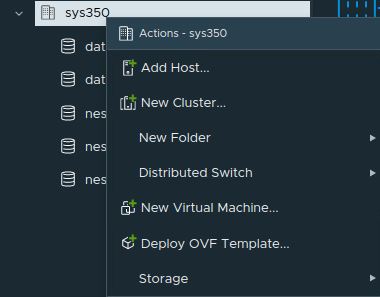 sys350
Actions - sys350
Add Host...
New Cluster...
New Folder
Distributed Switch
New Virtual Machine...
Deploy OVF Template...
Storage
dat
dat
nes
nes
nes